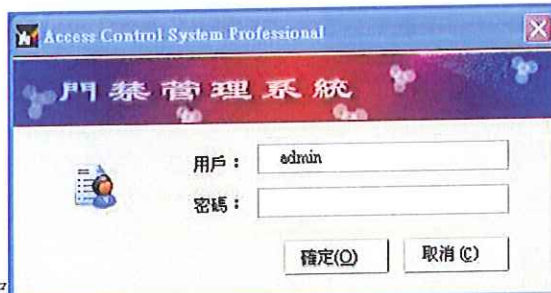 Access Control System Professional
門禁管理系統
用戶：
admin
密碼：
確定(O)
取消(C)